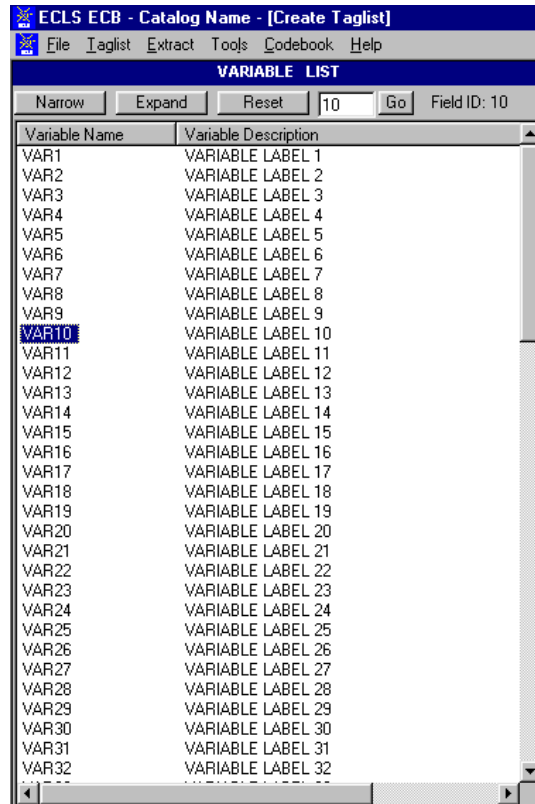 ECLS ECB - Catalog Name - [Create Taglist]
File Taglist Extract Tools Codebook Help
VARIABLE LIST
Narrow Expand Reset 10 Go Field ID: 10
Variable Name Variable Description
VAR1 VARIABLE LABEL 1
VAR2 VARIABLE LABEL 2
VAR3 VARIABLE LABEL 3
VAR4 VARIABLE LABEL 4
VAR5 VARIABLE LABEL 5
VAR6 VARIABLE LABEL 6
VAR7 VARIABLE LABEL 7
VAR8 VARIABLE LABEL 8
VAR9 VARIABLE LABEL 9
VAR10 VARIABLE LABEL 10
VAR11 VARIABLE LABEL 11
VAR12 VARIABLE LABEL 12
VAR13 VARIABLE LABEL 13
VAR14 VARIABLE LABEL 14
VAR15 VARIABLE LABEL 15
VAR16 VARIABLE LABEL 16
VAR17 VARIABLE LABEL 17
VAR18 VARIABLE LABEL 18
VAR19 VARIABLE LABEL 19
VAR20 VARIABLE LABEL 20
VAR21 VARIABLE LABEL 21
VAR22 VARIABLE LABEL 22
VAR23 VARIABLE LABEL 23
VAR24 VARIABLE LABEL 24
VAR25 VARIABLE LABEL 25
VAR26 VARIABLE LABEL 26
VAR27 VARIABLE LABEL 27
VAR28 VARIABLE LABEL 28
VAR29 VARIABLE LABEL 29
VAR30 VARIABLE LABEL 30
VAR31 VARIABLE LABEL 31
VAR32 VARIABLE LABEL 32